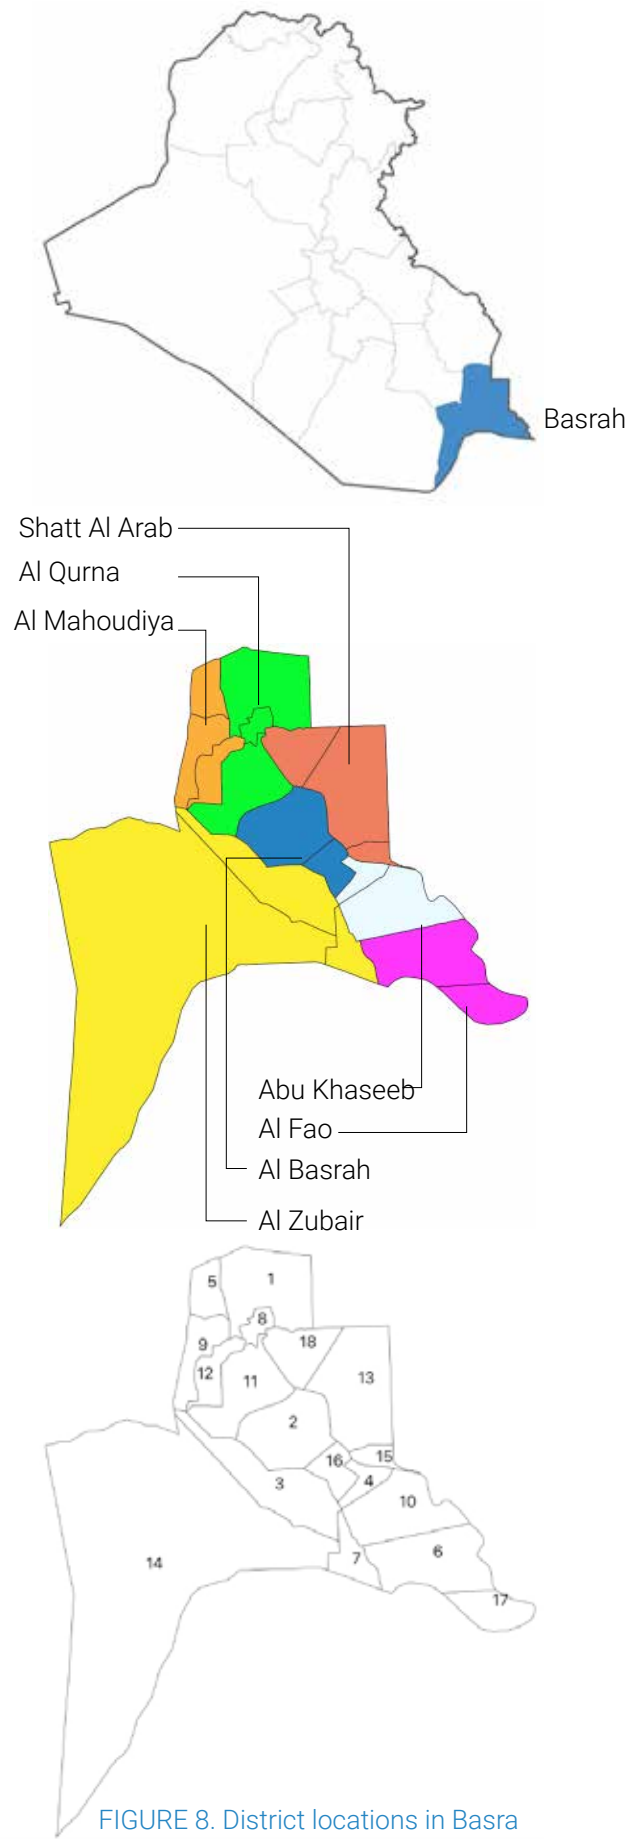 Basrah
Shatt Al Arab
Al Qurna
Al Mahoudiya
Abu Khaseeb
Al Fao
Al Basrah
Al Zubair
5
1
8
9
18
12
11
13
2
16
15
3
4
10
14
7
6
17
FIGURE 8. District locations in Basra